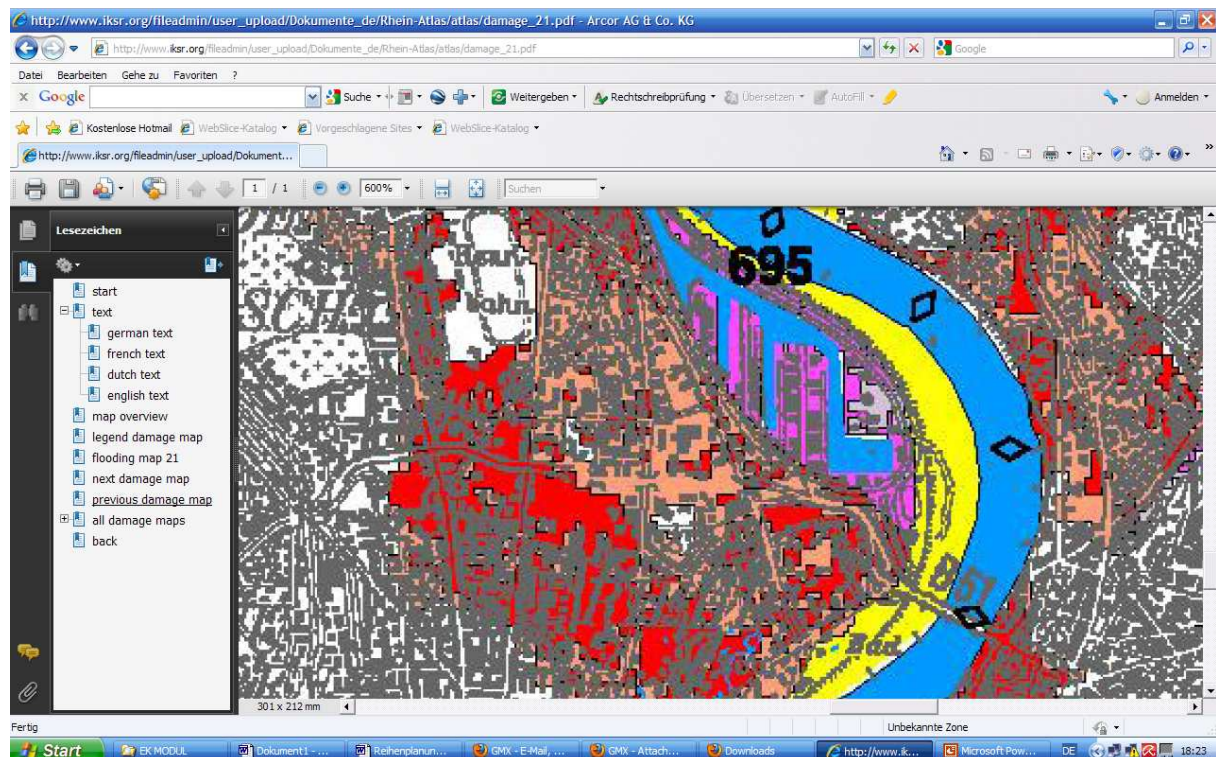 http://www.iksr.org/fileadmin/user_upload/Dokumente_de/Rhein-Atlas/atlas/damage_21.pdf - Arcor AG & Co. KG
http://www.iksr.org/fileadmin/user_upload/Dokumente_de/Rhein-Atlas/atlas/damage_21.pdf
Google
Datei Bearbeiten Gehe zu Favoriten ?
x Google Suche Weitergeben Rechtschreibprüfung Übersetzen AutoFill Anmelden
Kostenlose Hotmail WebSlice-Katalog Vorgeschlagene Sites WebSlice-Katalog
http://www.iksr.org/fileadmin/user_upload/Dokument... »
1 / 1 600% Suchen
Lesezeichen
start
text
german text
french text
dutch text
english text
map overview
legend damage map
flooding map 21
next damage map
previous damage map
all damage maps
back
695
Bad
301 x 212 mm
Fertig Unbekannte Zone
Start EK MODUL Dokument1 - ... Reihenplanun... GMX - E-Mail, ... GMX - Attach... Downloads http://www.ik... Microsoft Pow... DE 18:23